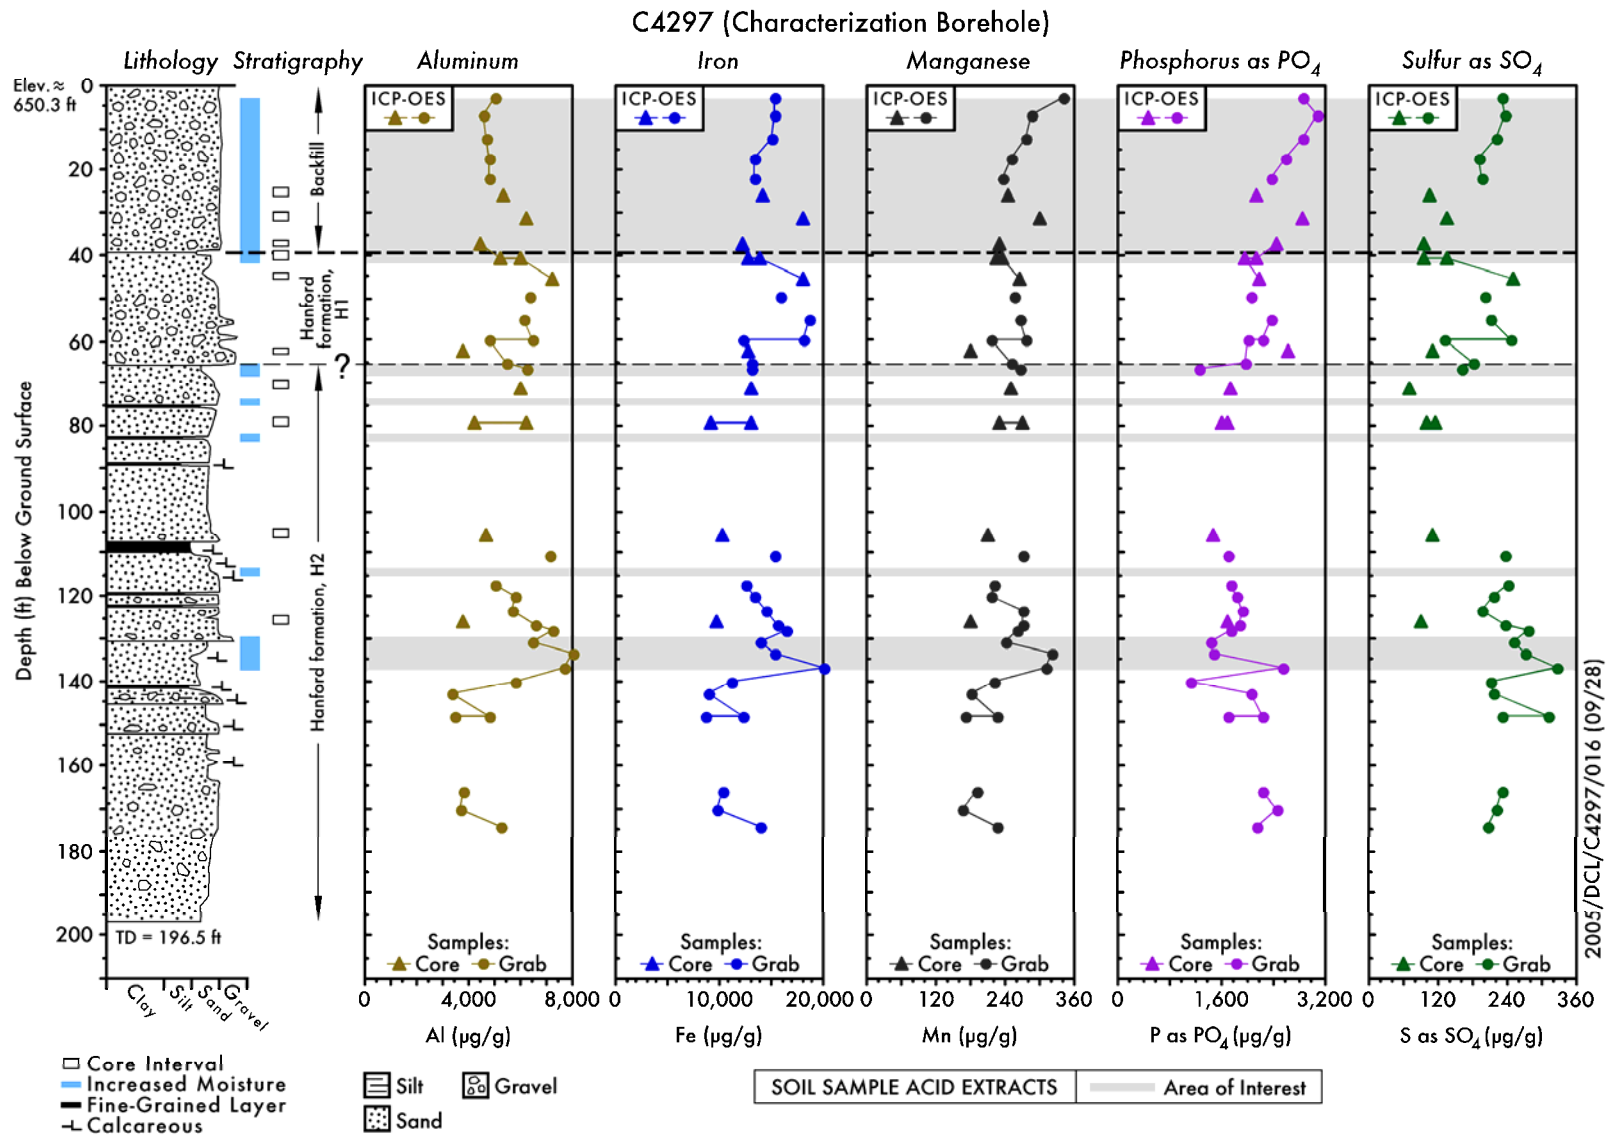 C4297 (Characterization Borehole)
Lithology Stratigraphy Aluminum Iron Manganese Phosphorus as PO4 Sulfur as SO4
Elev. ≈
650.3 ft
0
20
40
60
80
100
120
140
160
180
200
Depth (ft) Below Ground Surface
Backfill
Hanford
formation,
H1
?
Hanford formation, H2
ICP-OES ICP-OES ICP-OES ICP-OES ICP-OES
TD = 196.5 ft
Samples: Samples: Samples: Samples: Samples:
Core Grab Core Grab Core Grab Core Grab Core Grab
Clay Silt Sand Gravel
0 4,000 8,000 0 10,000 20,000 0 120 240 360 0 1,600 3,200 0 120 240 360
Al (µg/g) Fe (µg/g) Mn (µg/g) P as PO4 (µg/g) S as SO4 (µg/g)
2005/DCL/C4297/016 (09/28)
Core Interval
Increased Moisture
Fine-Grained Layer
Calcareous
Silt Gravel
Sand
SOIL SAMPLE ACID EXTRACTS Area of Interest